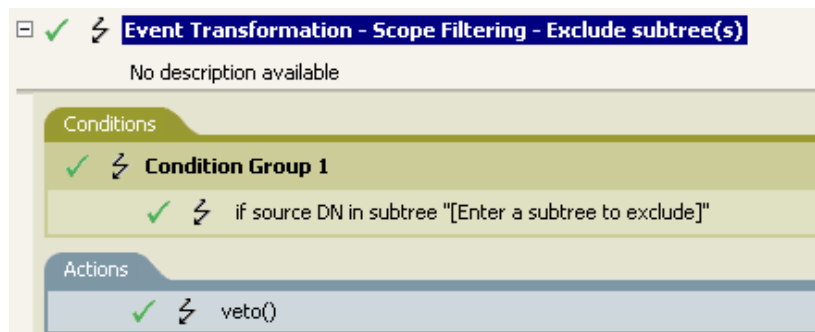 Event Transformation - Scope Filtering - Exclude subtree(s)
No description available
Conditions
Condition Group 1
if source DN in subtree "[Enter a subtree to exclude]"
Actions
veto()